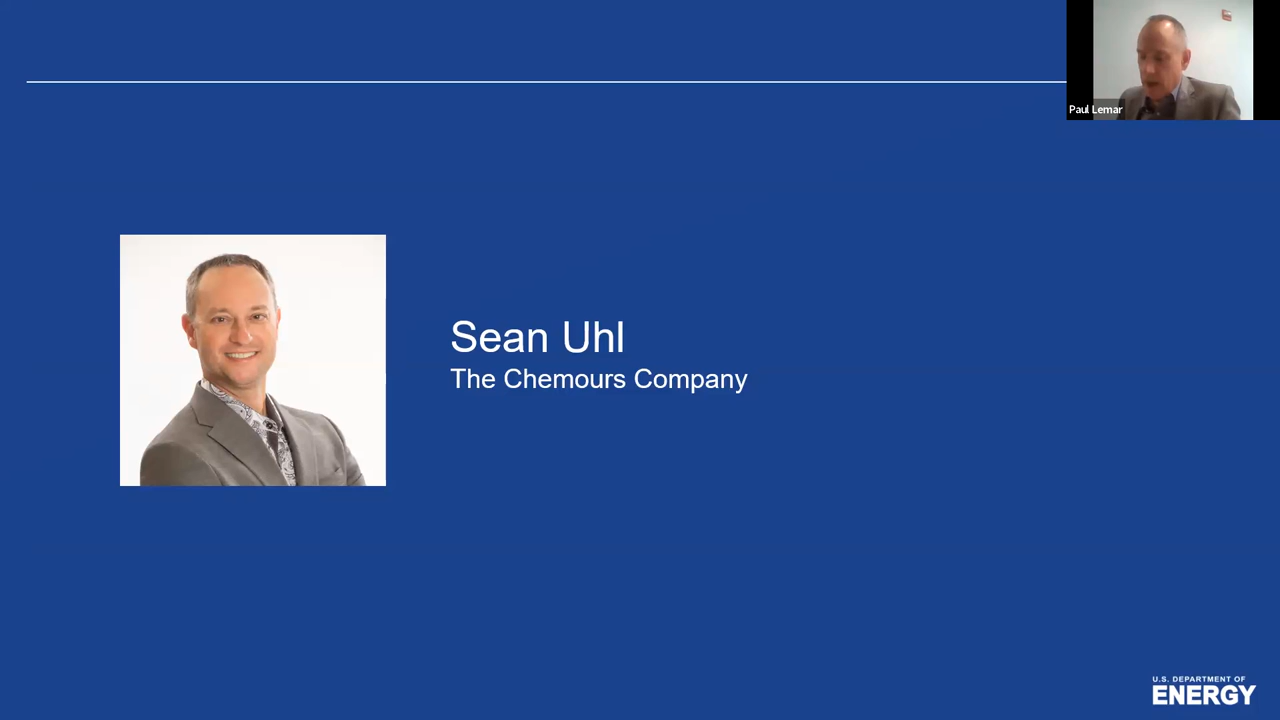 Paul Lemar
Sean Uhl
The Chemours Company
U.S. DEPARTMENT OF
ENERGY